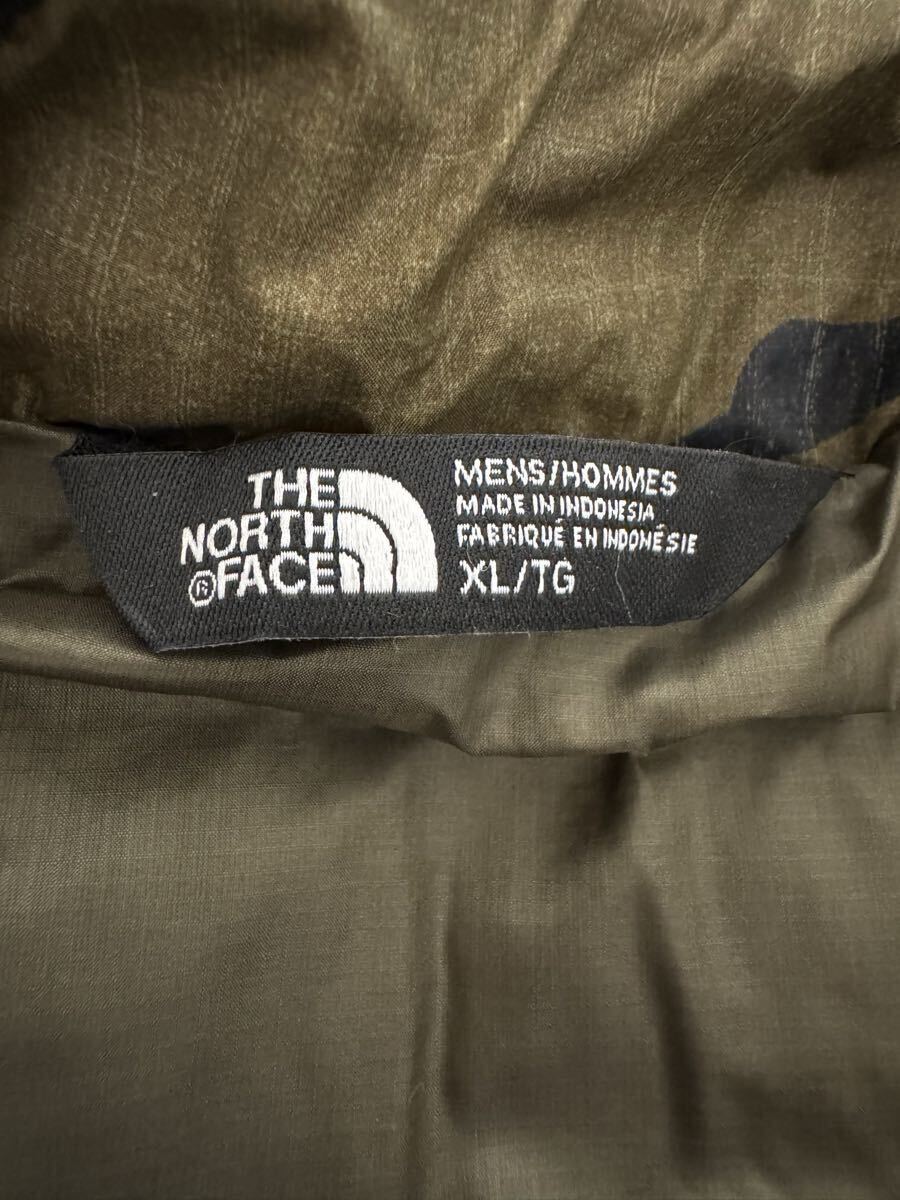 THE
NORTH
®FACE
MENS/HOMMES
MADE IN INDONESIA
FABRIQUÉ EN INDONÉSIE
XL/TG